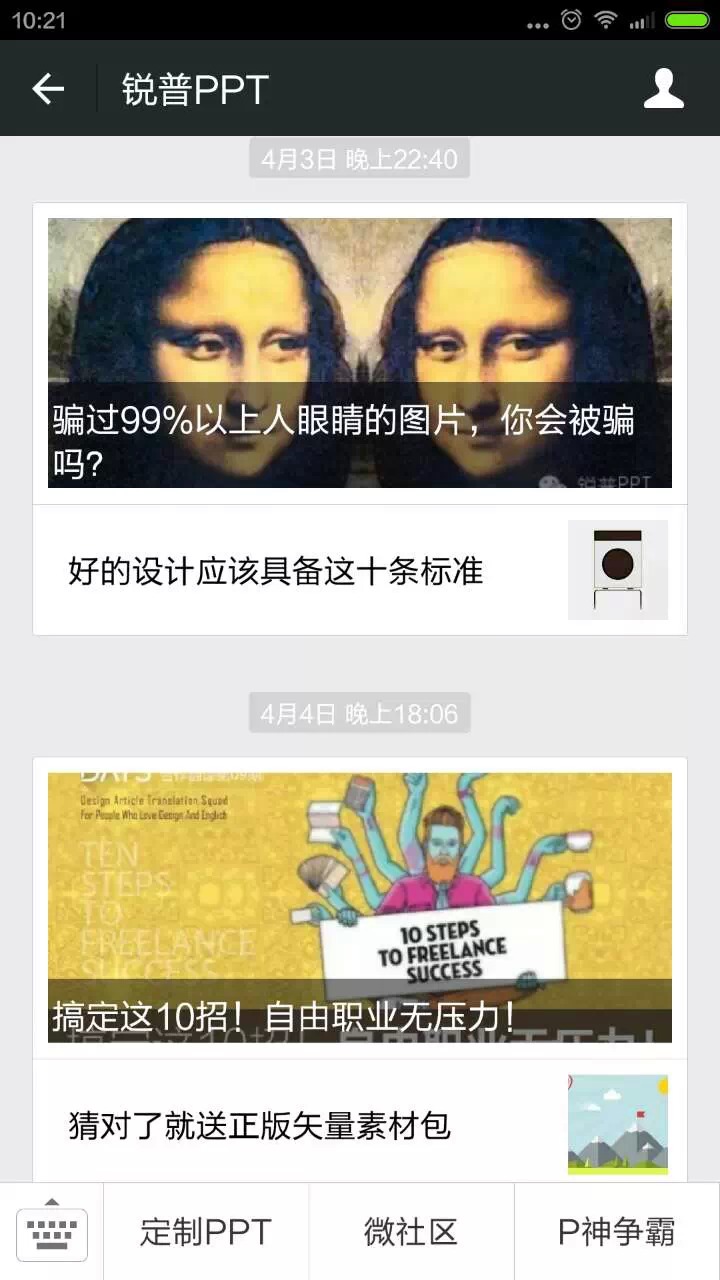 10:21
锐普PPT
4月3日 晚上22:40
骗过99%以上人眼睛的图片，你会被骗
吗?
锐普PPT
好的设计应该具备这十条标准
4月4日 晚上18:06
DAYS
Design Article Translation Squad
For People Who Love Design And English
TEN
STEPS
TO
FREELANCE
SUCCESS
10 STEPS
TO FREELANCE
SUCCESS
搞定这10招！自由职业无压力！
猜对了就送正版矢量素材包
定制PPT
微社区
P神争霸